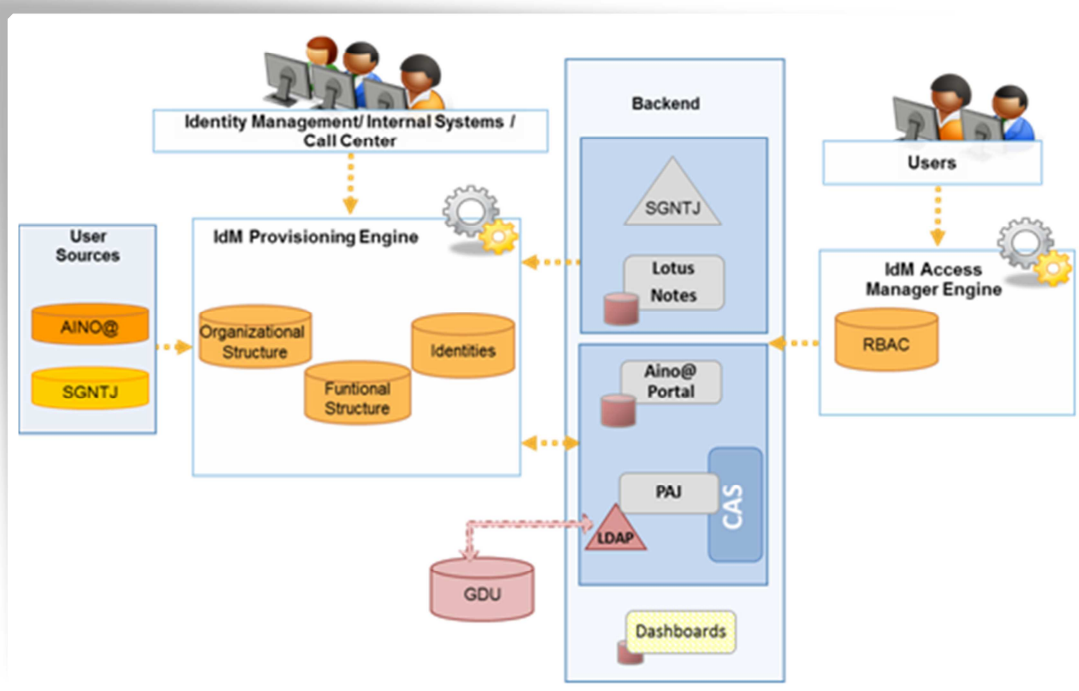 Identity Management/ Internal Systems /
Call Center
Backend
Users
SGNTJ
Lotus
Notes
User
Sources
AINO@
SGNTJ
IdM Provisioning Engine
Organizational
Structure
Identities
Funtional
Structure
IdM Access
Manager Engine
RBAC
Aino@
Portal
PAJ
CAS
LDAP
GDU
Dashboards